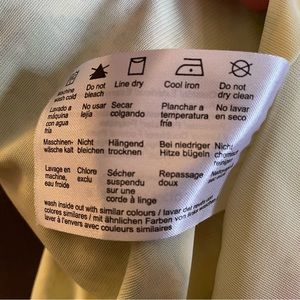 Machine wash cold Do not bleach Line dry Cool iron Do not dry clean
Lavado a máquina con agua fría No usar lejía Secar colgando Planchar a temperatura fría No lavar en seco
Maschinen-wäsche kalt Nicht bleichen Hängend trocknen Bei niedriger Hitze bügeln Nicht
Lavage en machine, eau froide Chlore exclu Sécher suspendu sur une corde à linge Repassage doux
wash inside out with similar colours / lavar del
colores similares / mit ähnlichen Farben von links
laver à l'envers avec couleurs similaires